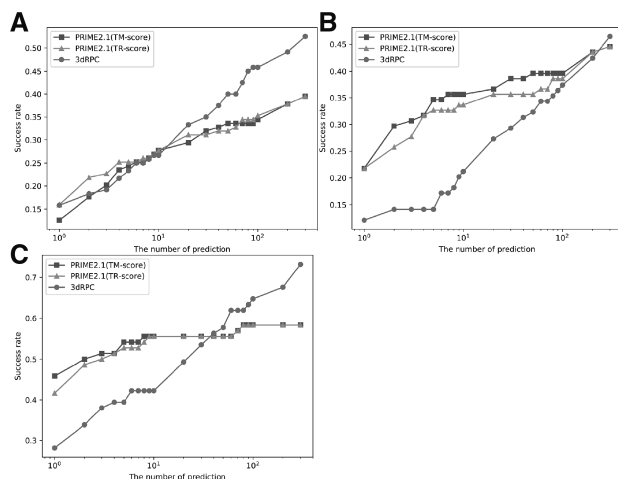 A
PRIME2.1(TM-score)
PRIME2.1(TR-score)
3dRPC
Success rate
0.50
0.45
0.40
0.35
0.30
0.25
0.20
0.15
10^0
10^1
10^2
The number of prediction
B
PRIME2.1(TM-score)
PRIME2.1(TR-score)
3dRPC
Success rate
0.45
0.40
0.35
0.30
0.25
0.20
0.15
10^0
10^1
10^2
The number of prediction
C
PRIME2.1(TM-score)
PRIME2.1(TR-score)
3dRPC
Success rate
0.7
0.6
0.5
0.4
0.3
10^0
10^1
10^2
The number of prediction